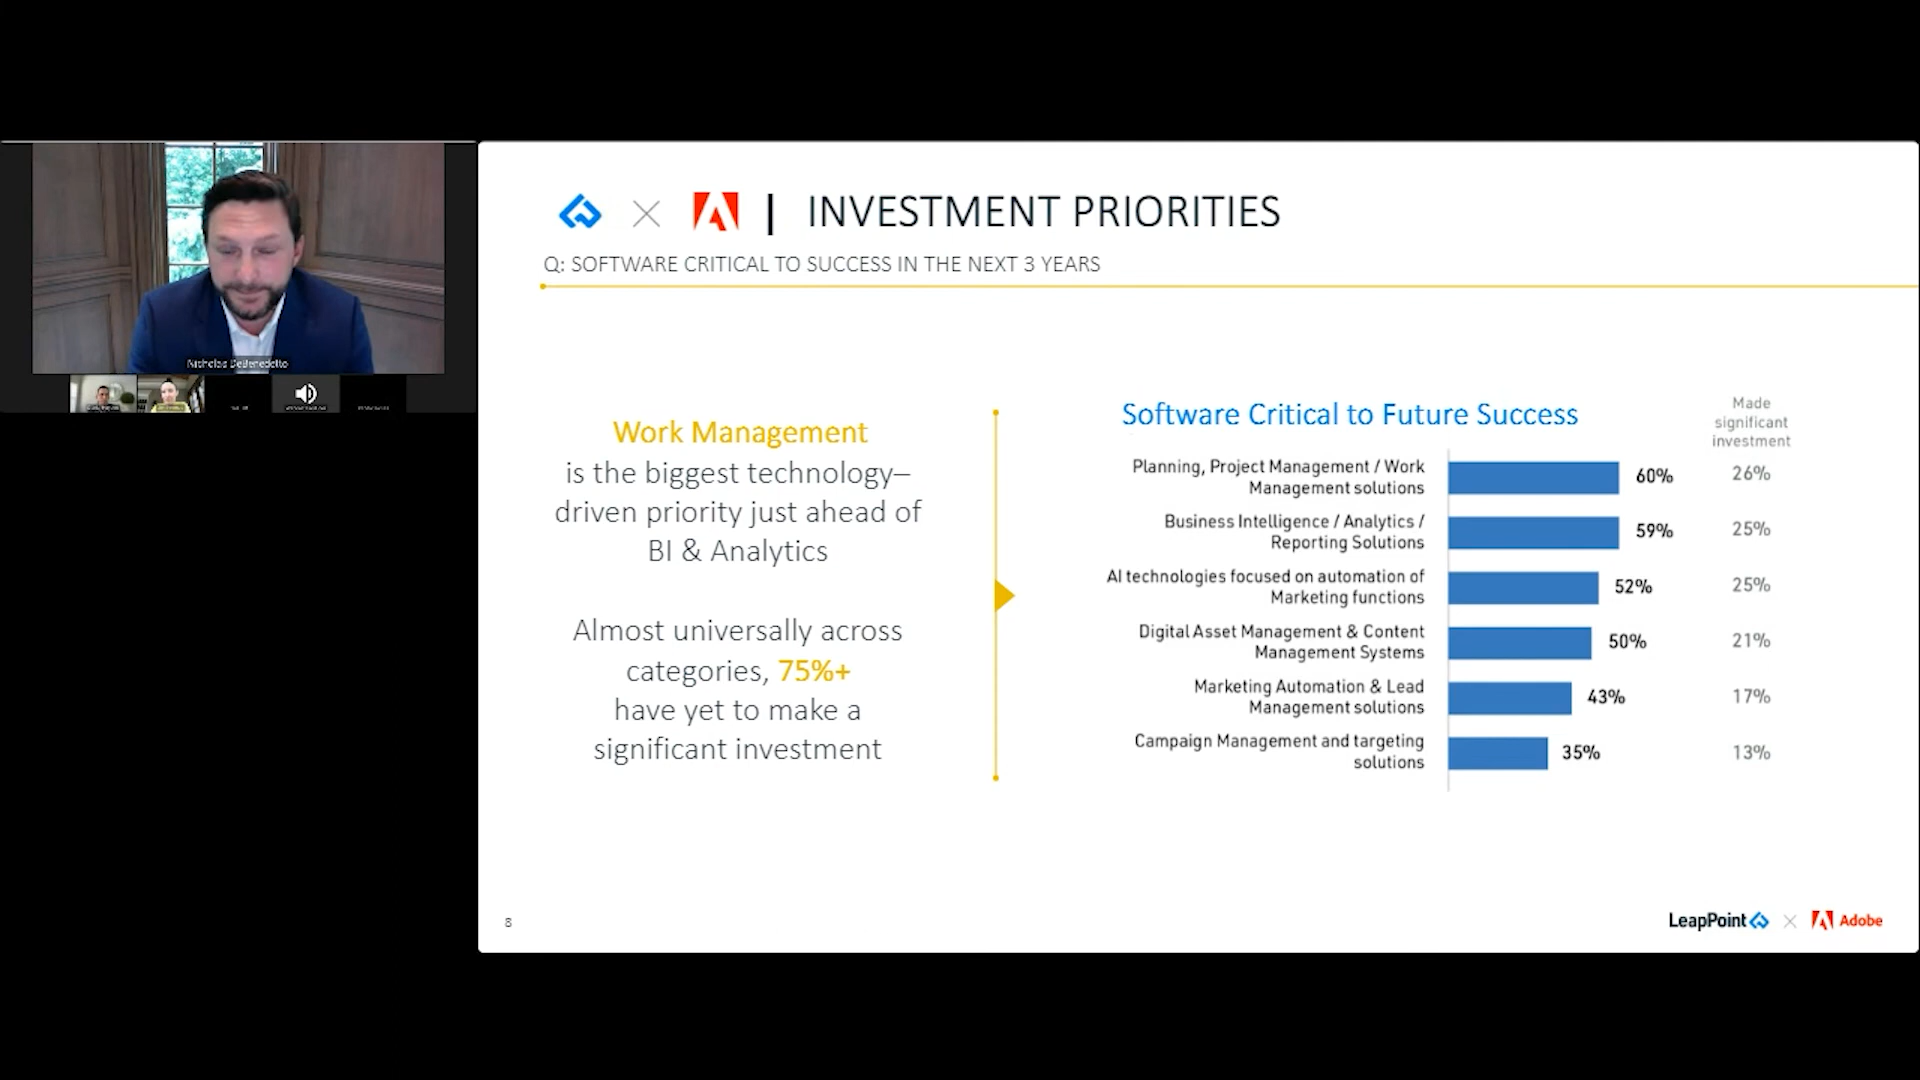 Nicholas DeBenedetto
| INVESTMENT PRIORITIES
Q: SOFTWARE CRITICAL TO SUCCESS IN THE NEXT 3 YEARS
Work Management
is the biggest technology–
driven priority just ahead of
BI & Analytics
Almost universally across
categories, 75%+
have yet to make a
significant investment
Software Critical to Future Success
Made
significant
investment
Planning, Project Management / Work
Management solutions
60%
26%
Business Intelligence / Analytics /
Reporting Solutions
59%
25%
AI technologies focused on automation of
Marketing functions
52%
25%
Digital Asset Management & Content
Management Systems
50%
21%
Marketing Automation & Lead
Management solutions
43%
17%
Campaign Management and targeting
solutions
35%
13%
8
LeapPoint
Adobe